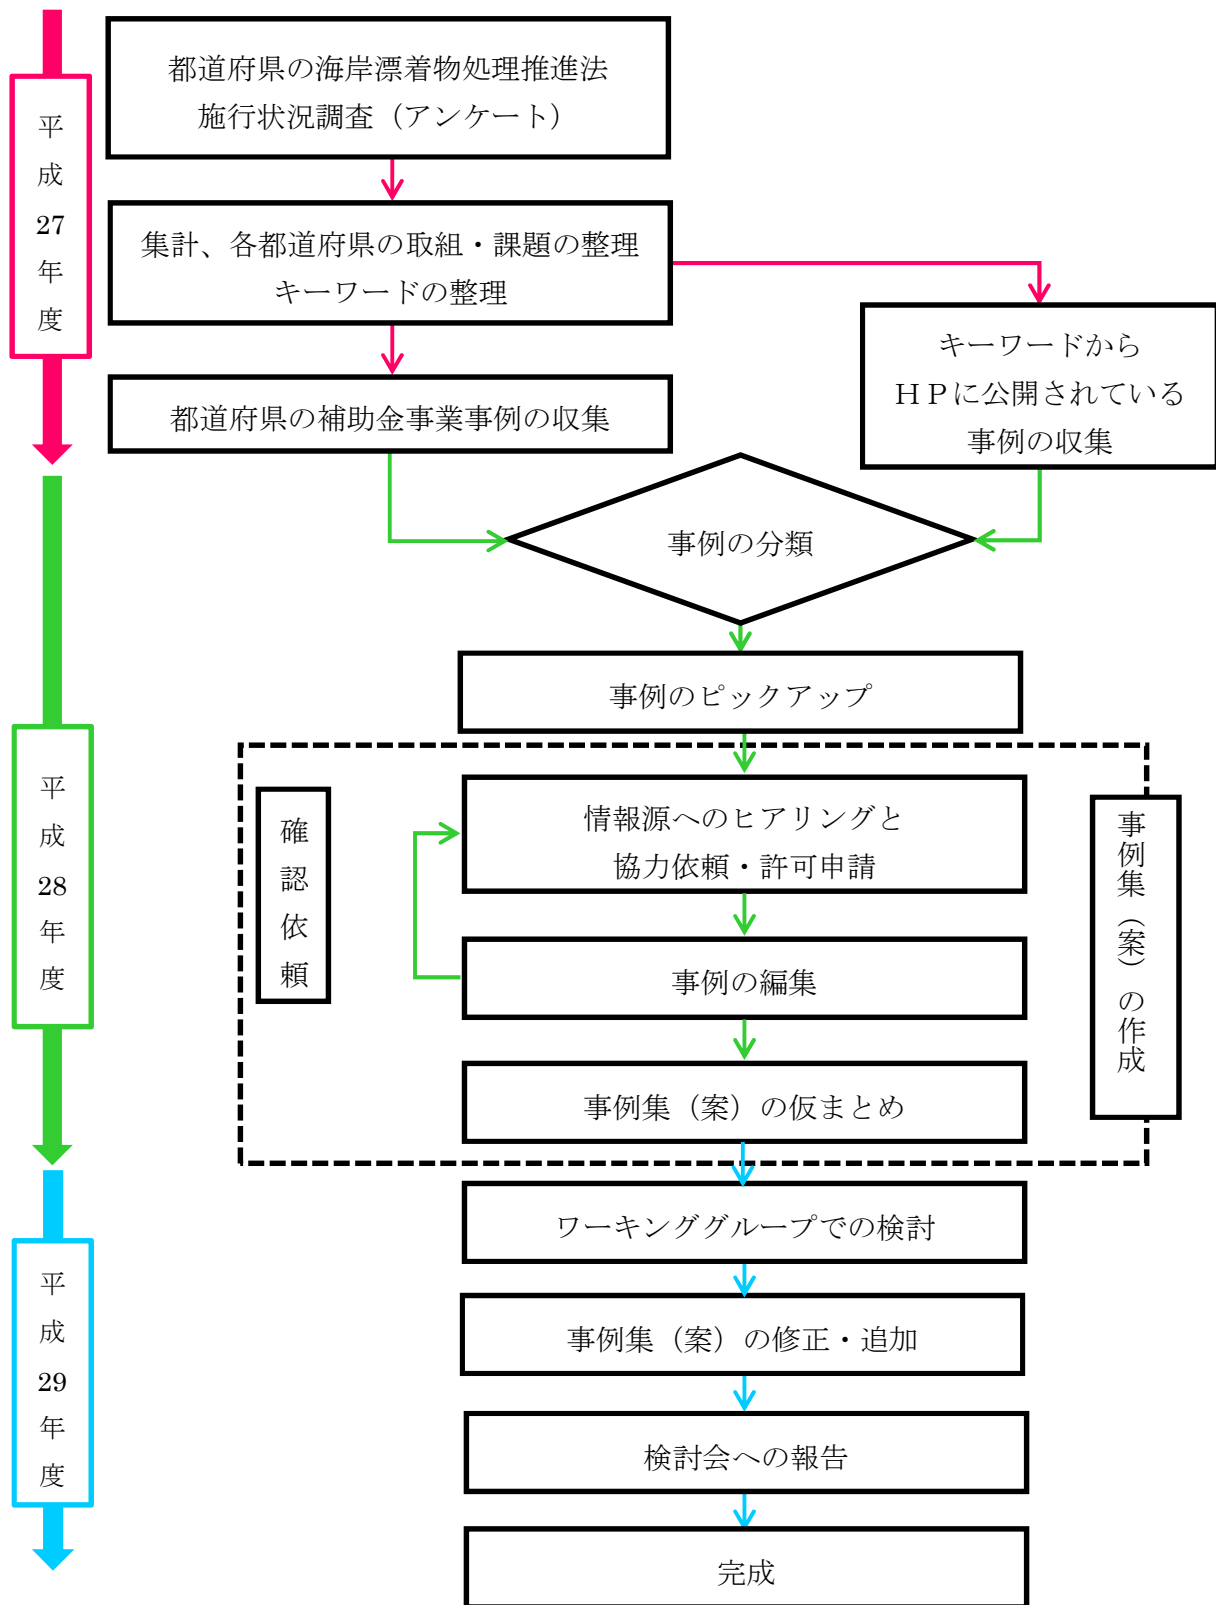 平成27年度
都道府県の海岸漂着物処理推進法
施行状況調査（アンケート）
集計、各都道府県の取組・課題の整理
キーワードの整理
都道府県の補助金事業事例の収集
キーワードから
ＨＰに公開されている
事例の収集
平成28年度
事例の分類
事例のピックアップ
確認依頼
情報源へのヒアリングと
協力依頼・許可申請
事例の編集
事例集（案）の仮まとめ
事例集（案）の作成
平成29年度
ワーキンググループでの検討
事例集（案）の修正・追加
検討会への報告
完成